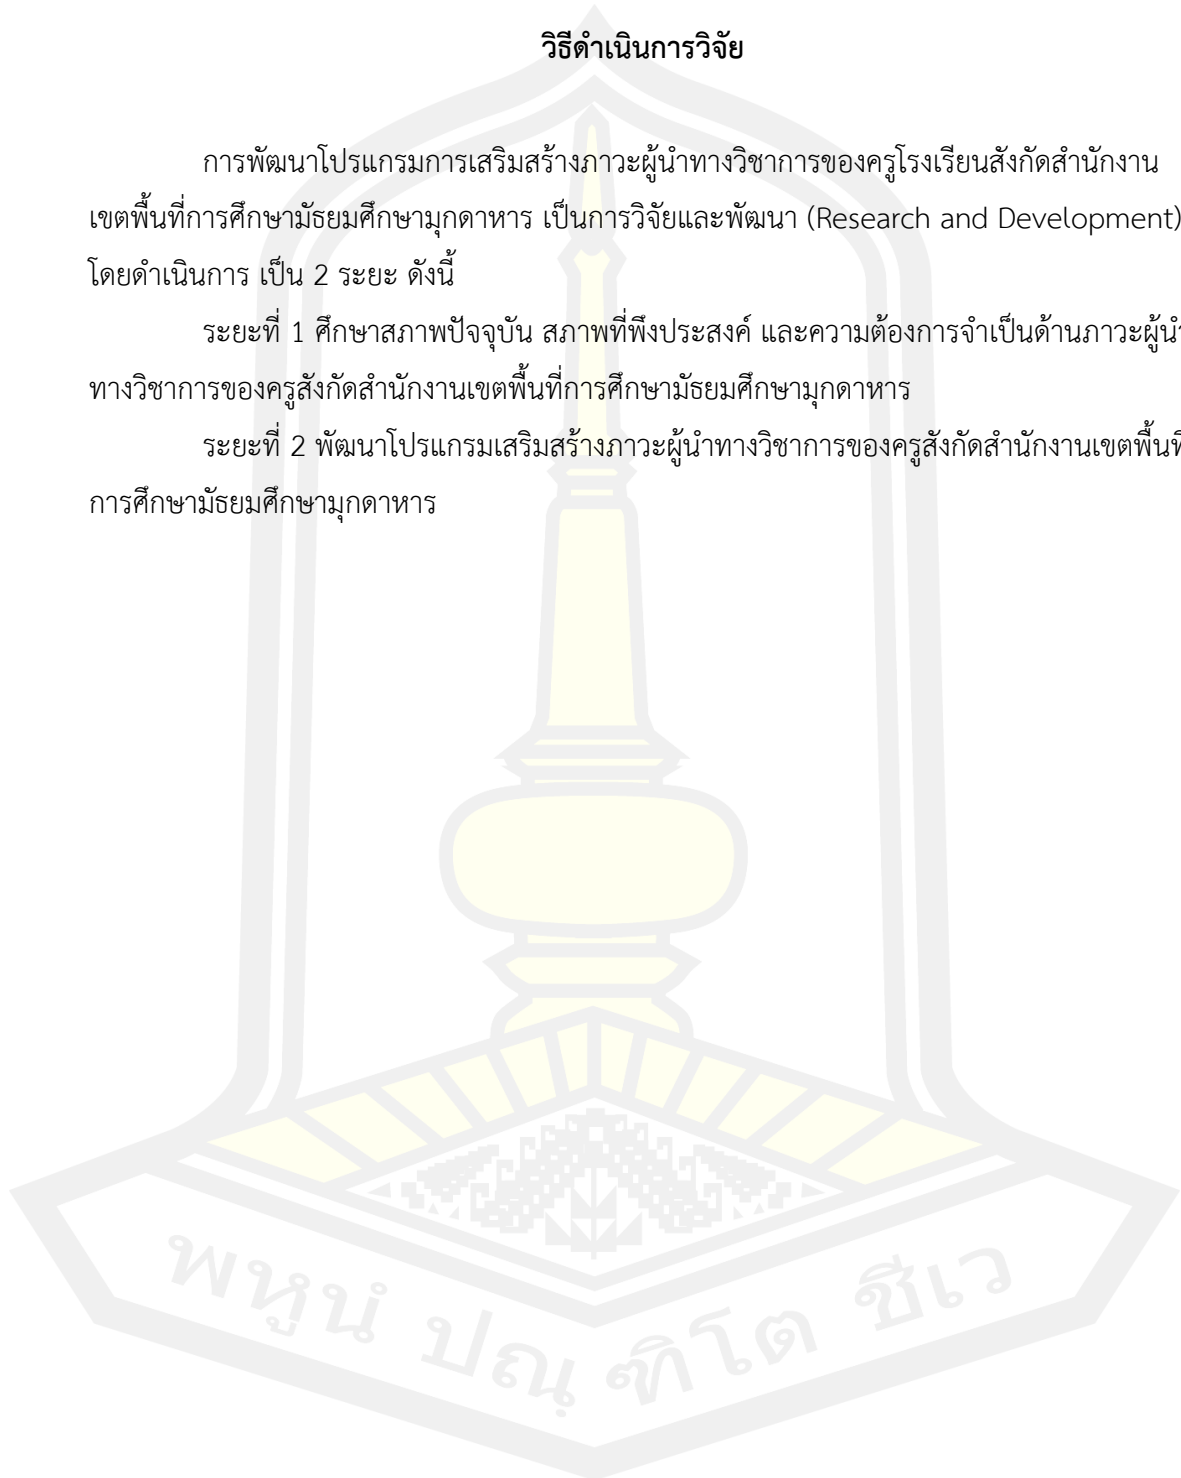 วิธีดำเนินการวิจัย
การพัฒนาโปรแกรมการเสริมสร้างภาวะผู้นำทางวิชาการของครูโรงเรียนสังกัดสำนักงาน
เขตพื้นที่การศึกษามัธยมศึกษามุกดาหาร เป็นการวิจัยและพัฒนา (Research and Development)
โดยดำเนินการ เป็น 2 ระยะ ดังนี้
ระยะที่ 1 ศึกษาสภาพปัจจุบัน สภาพที่พึงประสงค์ และความต้องการจำเป็นด้านภาวะผู้นำ
ทางวิชาการของครูสังกัดสำนักงานเขตพื้นที่การศึกษามัธยมศึกษามุกดาหาร
ระยะที่ 2 พัฒนาโปรแกรมเสริมสร้างภาวะผู้นำทางวิชาการของครูสังกัดสำนักงานเขตพื้นที่
การศึกษามัธยมศึกษามุกดาหาร
พหูนํ ปณฺฑิโต ชีเว